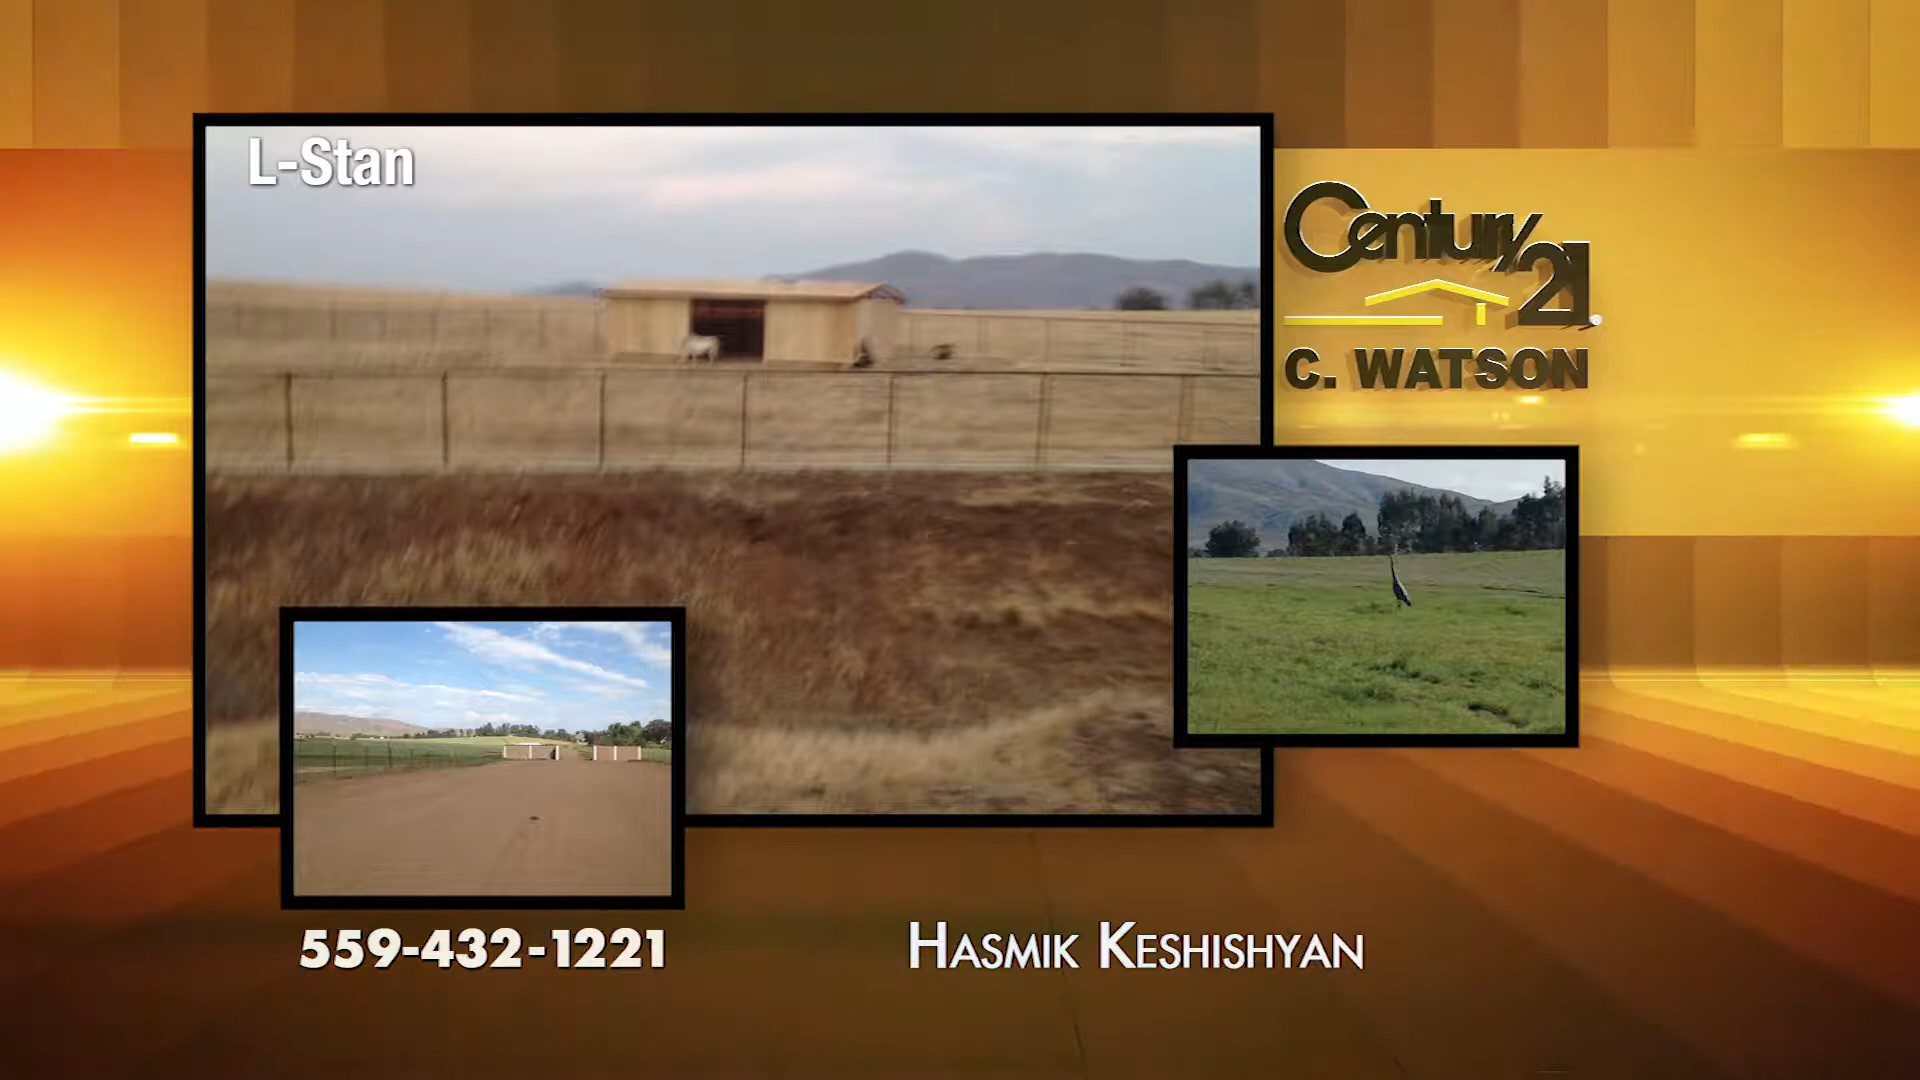 L-Stan
Century 21
C. WATSON
559-432-1221
HASMIK KESHISHYAN